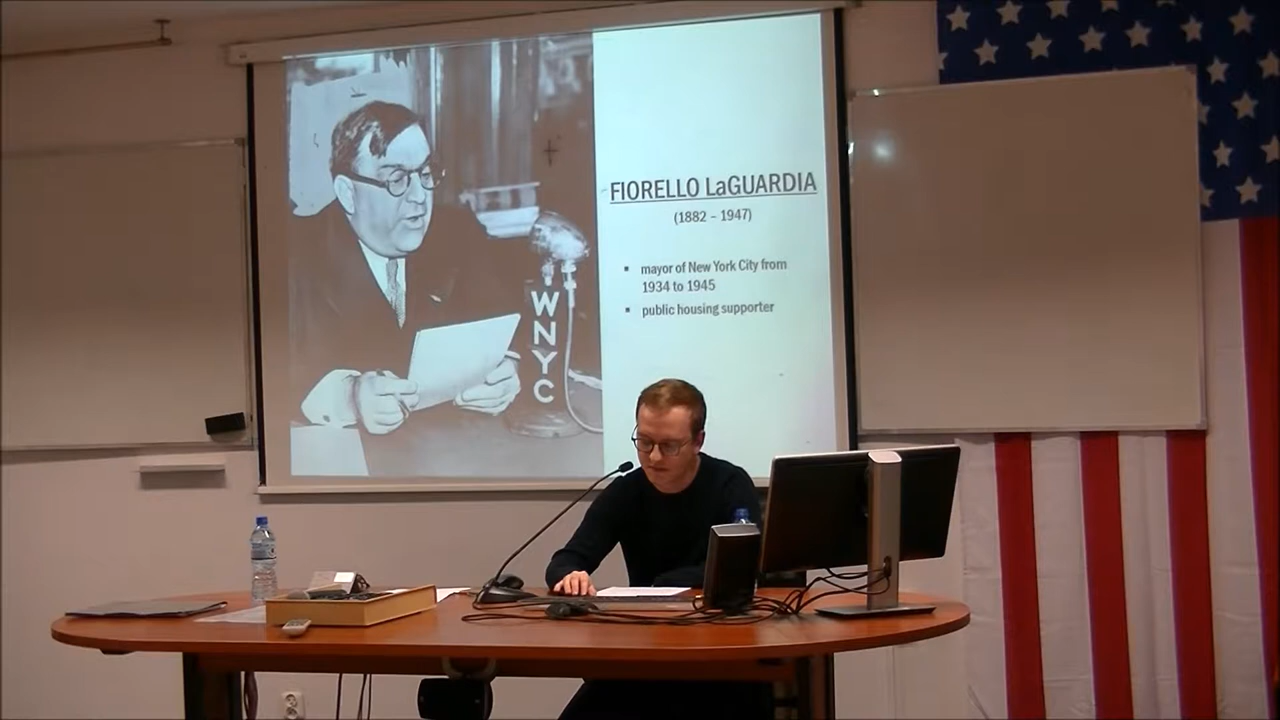 WNYC
FIORELLO LaGUARDIA
(1882 – 1947)
▪ mayor of New York City from
1934 to 1945
▪ public housing supporter